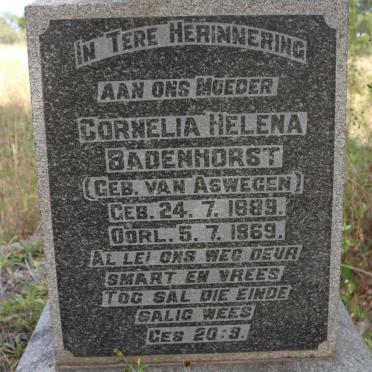 IN TERE HERINNERING
AAN ONS MOEDER
CORNELIA HELENA
BADENHORST
(GEB. VAN ASWEGEN)
GEB. 24. 7. 1889.
OORL. 5. 7. 1969.
AL LEI ONS WEG DEUR
SMART EN VREES
TOG SAL DIE EINDE
SALIG WEES
GES 20:9.